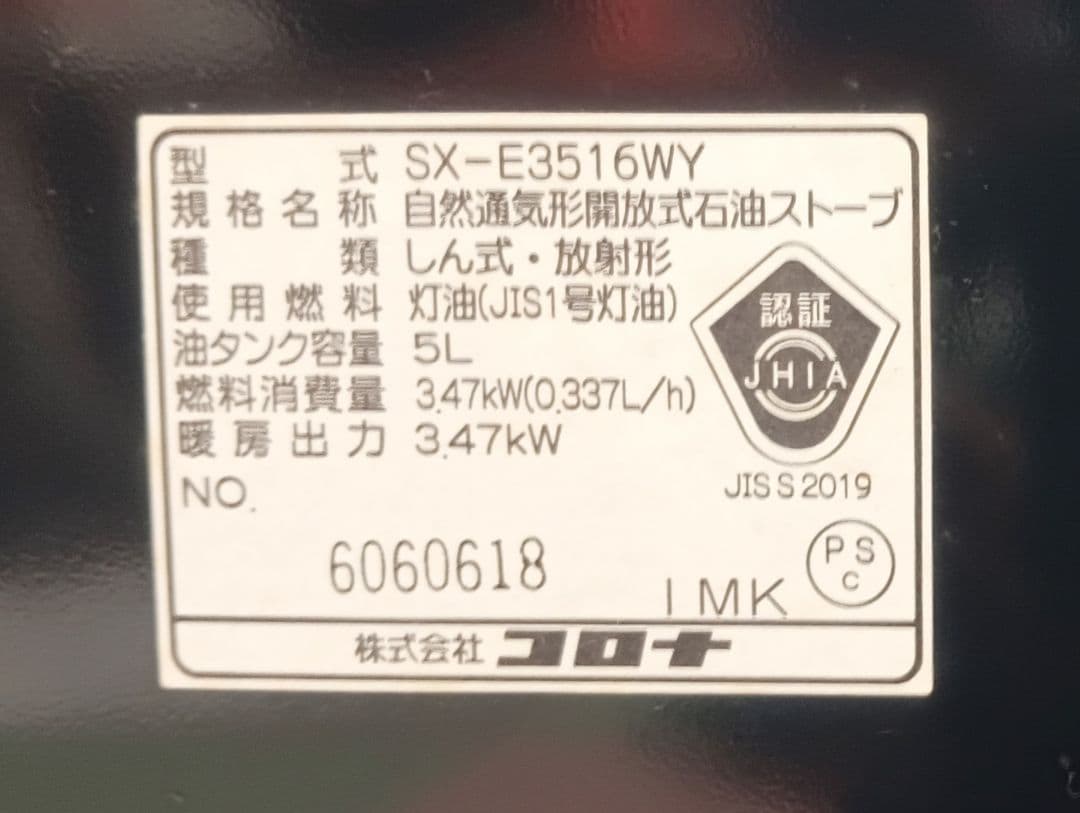 型式 SX-E3516WY
規格名称 自然通気形開放式石油ストーブ
種類 しん式・放射形
使用燃料 灯油(JIS1号灯油)
油タンク容量 5L
燃料消費量 3.47kW(0.337L/h)
暖房出力 3.47kW
認証
JHIA
JIS S 2019
NO.
6060618
IMK
PS
C
株式会社コロナ